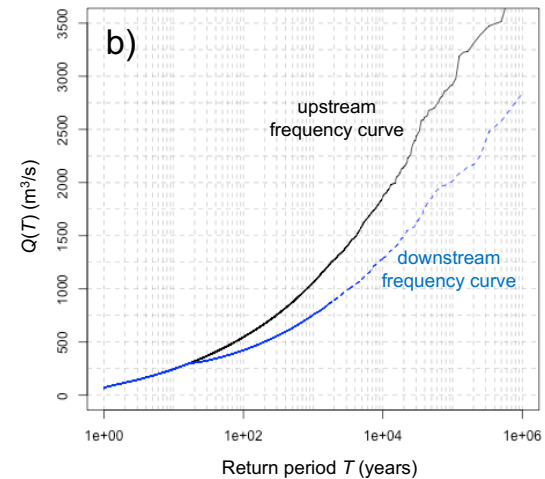 b)
upstream
frequency curve
downstream
frequency curve
Q(T) (m³/s)
3500
3000
2500
2000
1500
1000
500
0
1e+00 1e+02 1e+04 1e+06
Return period T (years)